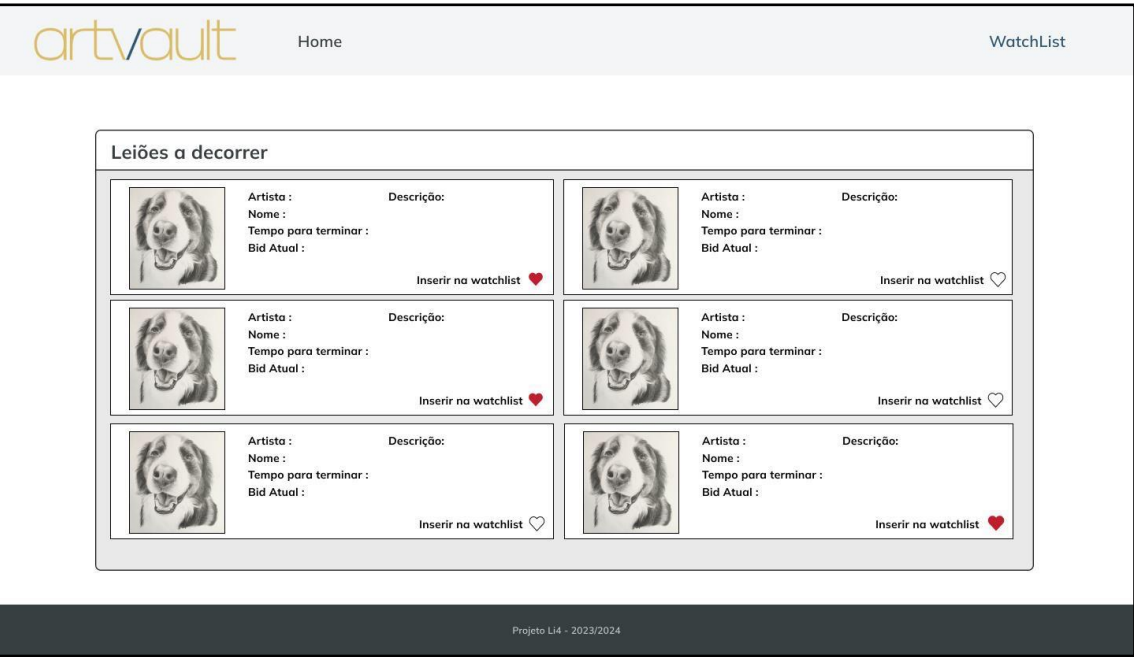 artvault Home WatchList
Leiões a decorrer
Artista : Descrição:
Nome :
Tempo para terminar :
Bid Atual :
Inserir na watchlist
Artista : Descrição:
Nome :
Tempo para terminar :
Bid Atual :
Inserir na watchlist
Artista : Descrição:
Nome :
Tempo para terminar :
Bid Atual :
Inserir na watchlist
Artista : Descrição:
Nome :
Tempo para terminar :
Bid Atual :
Inserir na watchlist
Artista : Descrição:
Nome :
Tempo para terminar :
Bid Atual :
Inserir na watchlist
Artista : Descrição:
Nome :
Tempo para terminar :
Bid Atual :
Inserir na watchlist
Projeto Li4 - 2023/2024